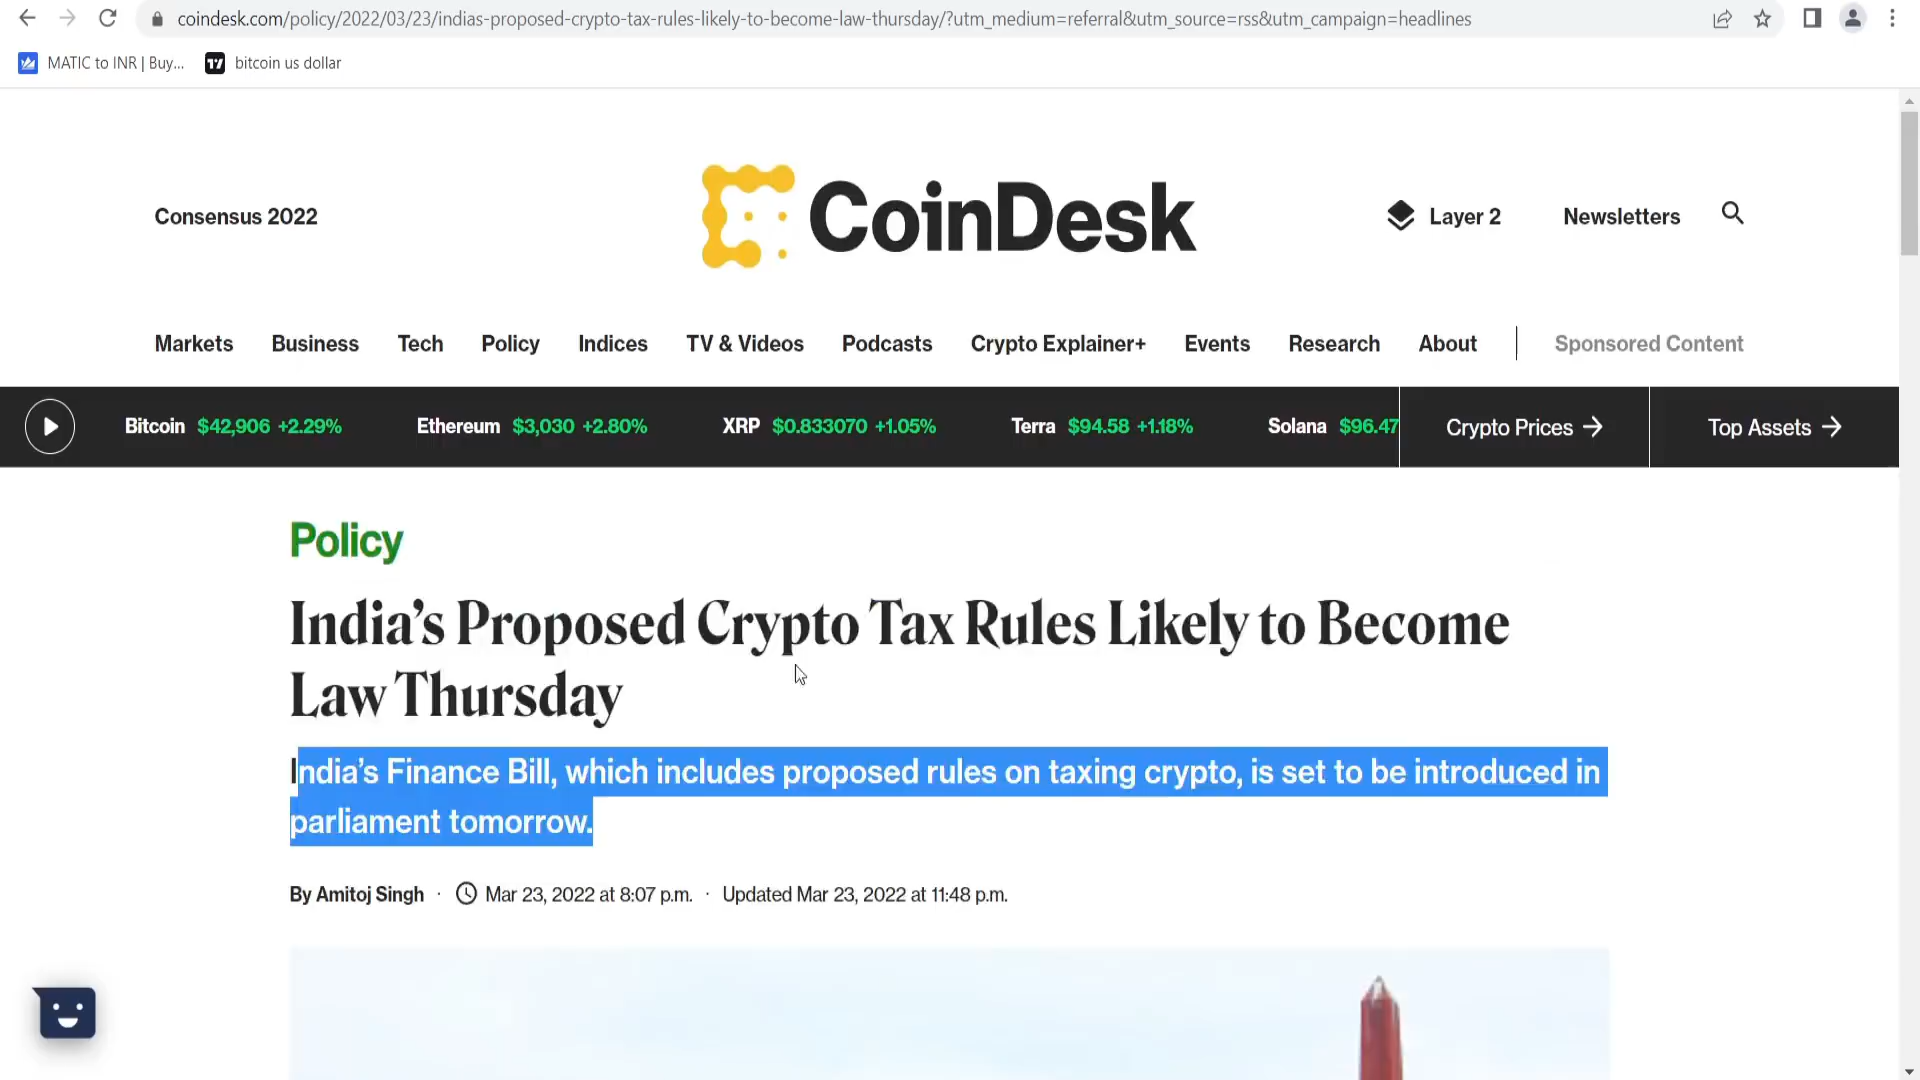 coindesk.com/policy/2022/03/23/indias-proposed-crypto-tax-rules-likely-to-become-law-thursday/?utm_medium=referral&utm_source=rss&utm_campaign=headlines
MATIC to INR | Buy... bitcoin us dollar
Consensus 2022 CoinDesk Layer 2 Newsletters
Markets Business Tech Policy Indices TV & Videos Podcasts Crypto Explainer+ Events Research About Sponsored Content
Bitcoin $42,906 +2.29% Ethereum $3,030 +2.80% XRP $0.833070 +1.05% Terra $94.58 +1.18% Solana $96.47 Crypto Prices → Top Assets →
Policy
India’s Proposed Crypto Tax Rules Likely to Become
Law Thursday
India’s Finance Bill, which includes proposed rules on taxing crypto, is set to be introduced in
parliament tomorrow.
By Amitoj Singh · Mar 23, 2022 at 8:07 p.m. · Updated Mar 23, 2022 at 11:48 p.m.